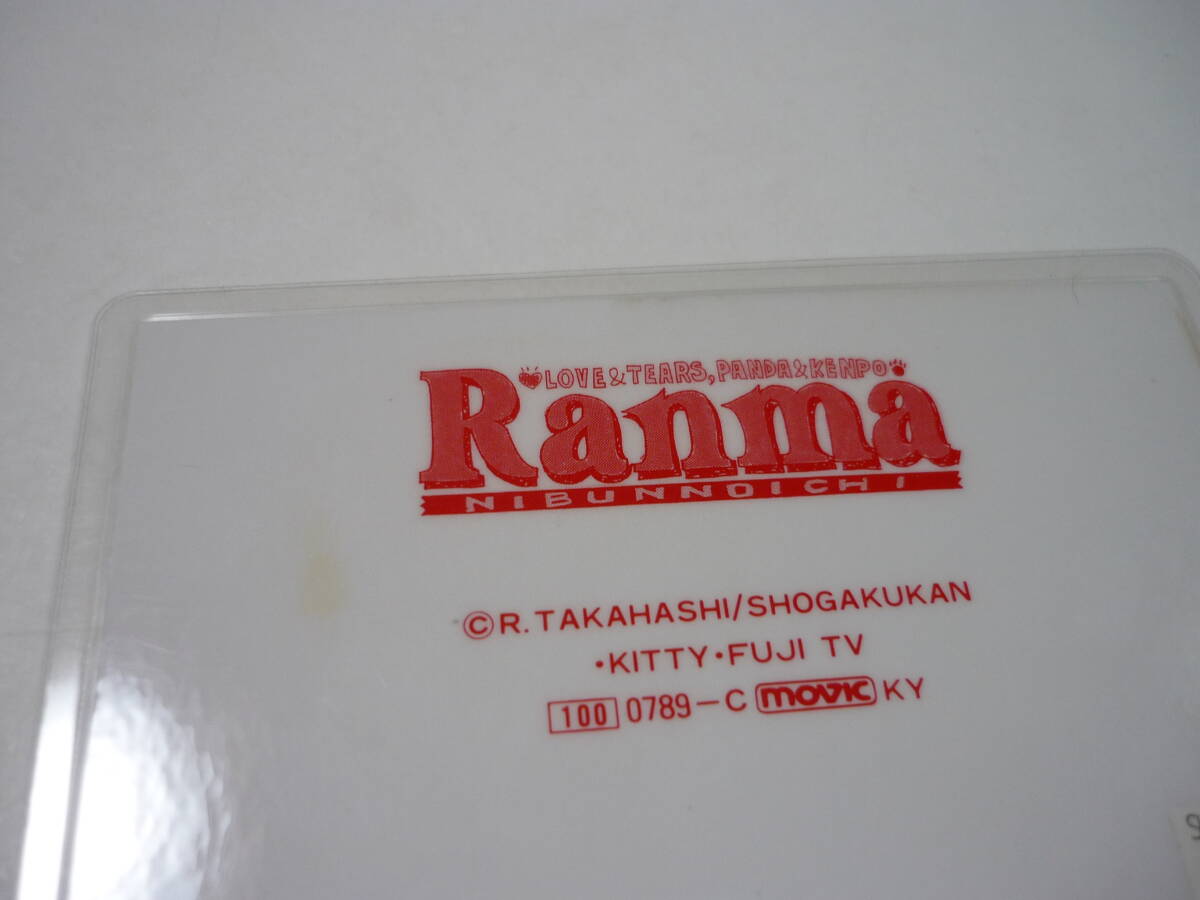 LOVE & TEARS, PANDA & KENPO
Ranma
NIBUNNOICHI
©R. TAKAHASHI/SHOGAKUKAN
・KITTY・FUJI TV
100 0789-C movic KY